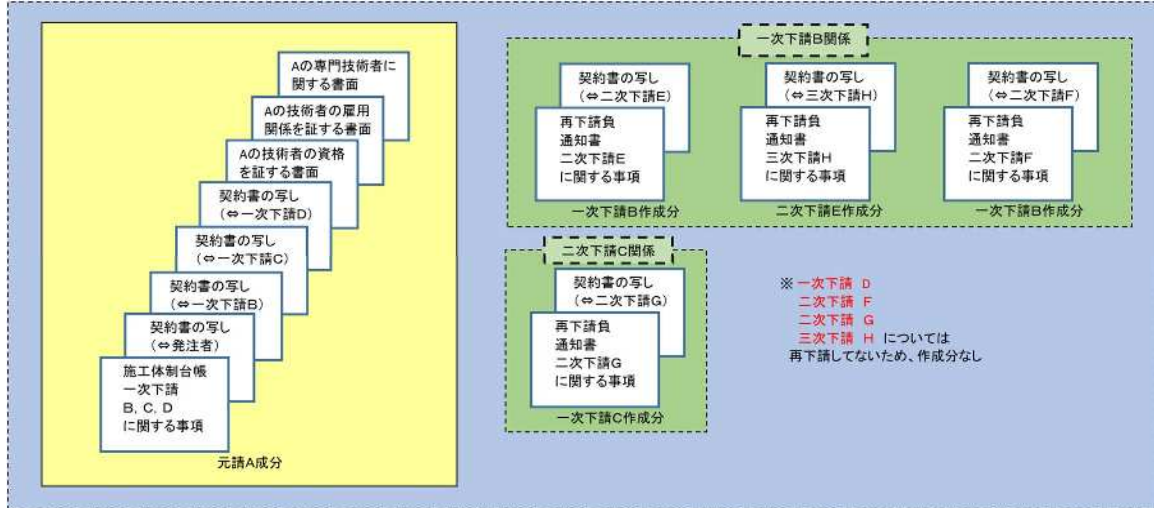 Aの専門技術者に
関する書面
Aの技術者の雇用
関係を証する書面
Aの技術者の資格
を証する書面
契約書の写し
(⇔一次下請D)
契約書の写し
(⇔一次下請C)
契約書の写し
(⇔一次下請B)
契約書の写し
(⇔発注者)
施工体制台帳
一次下請
B, C, D
に関する事項
元請A成分
一次下請B関係
契約書の写し
(⇔二次下請E)
再下請負
通知書
二次下請E
に関する事項
一次下請B作成分
契約書の写し
(⇔三次下請H)
再下請負
通知書
三次下請H
に関する事項
二次下請E作成分
契約書の写し
(⇔二次下請F)
再下請負
通知書
二次下請F
に関する事項
一次下請B作成分
二次下請C関係
契約書の写し
(⇔二次下請G)
再下請負
通知書
二次下請G
に関する事項
一次下請C作成分
※ 一次下請 D
二次下請 F
二次下請 G
三次下請 H については
再下請してないため、作成分なし